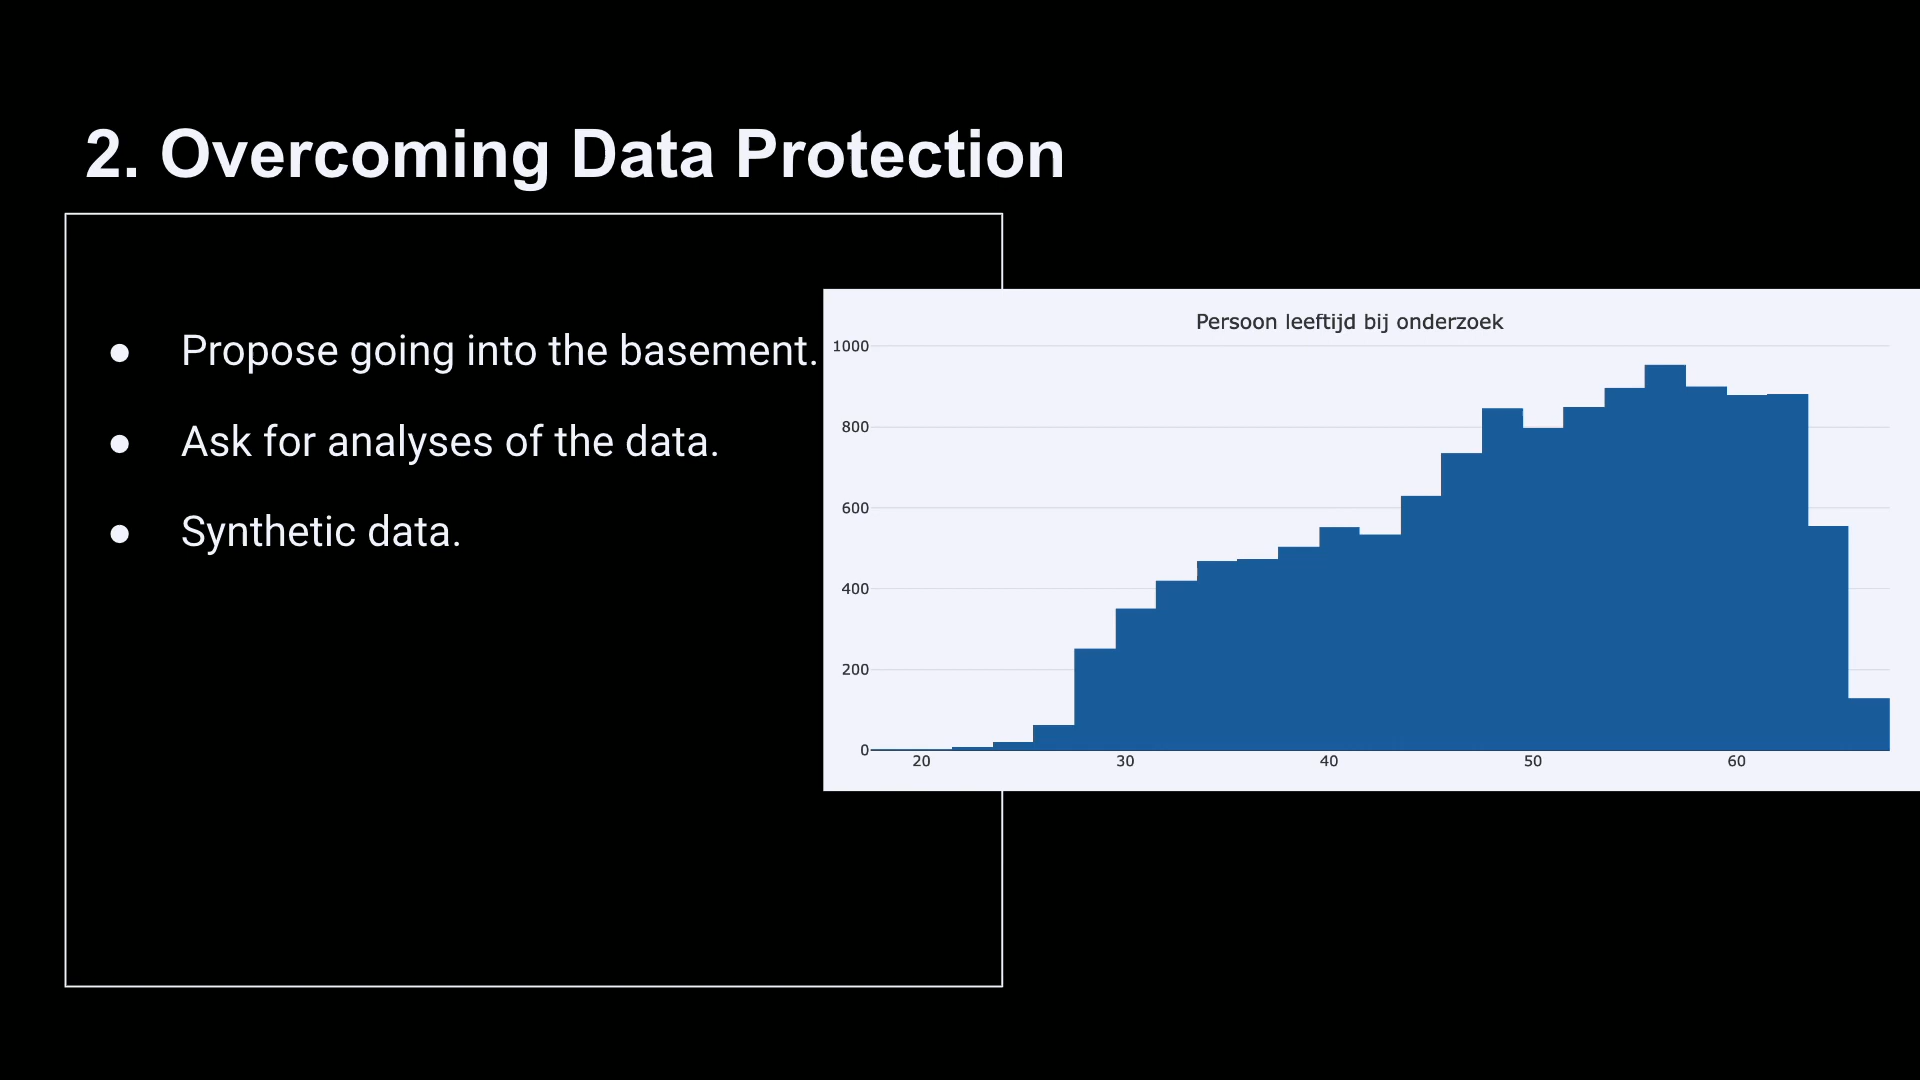 2. Overcoming Data Protection
● Propose going into the basement.
● Ask for analyses of the data.
● Synthetic data.
Persoon leeftijd bij onderzoek
1000
800
600
400
200
0
20 30 40 50 60